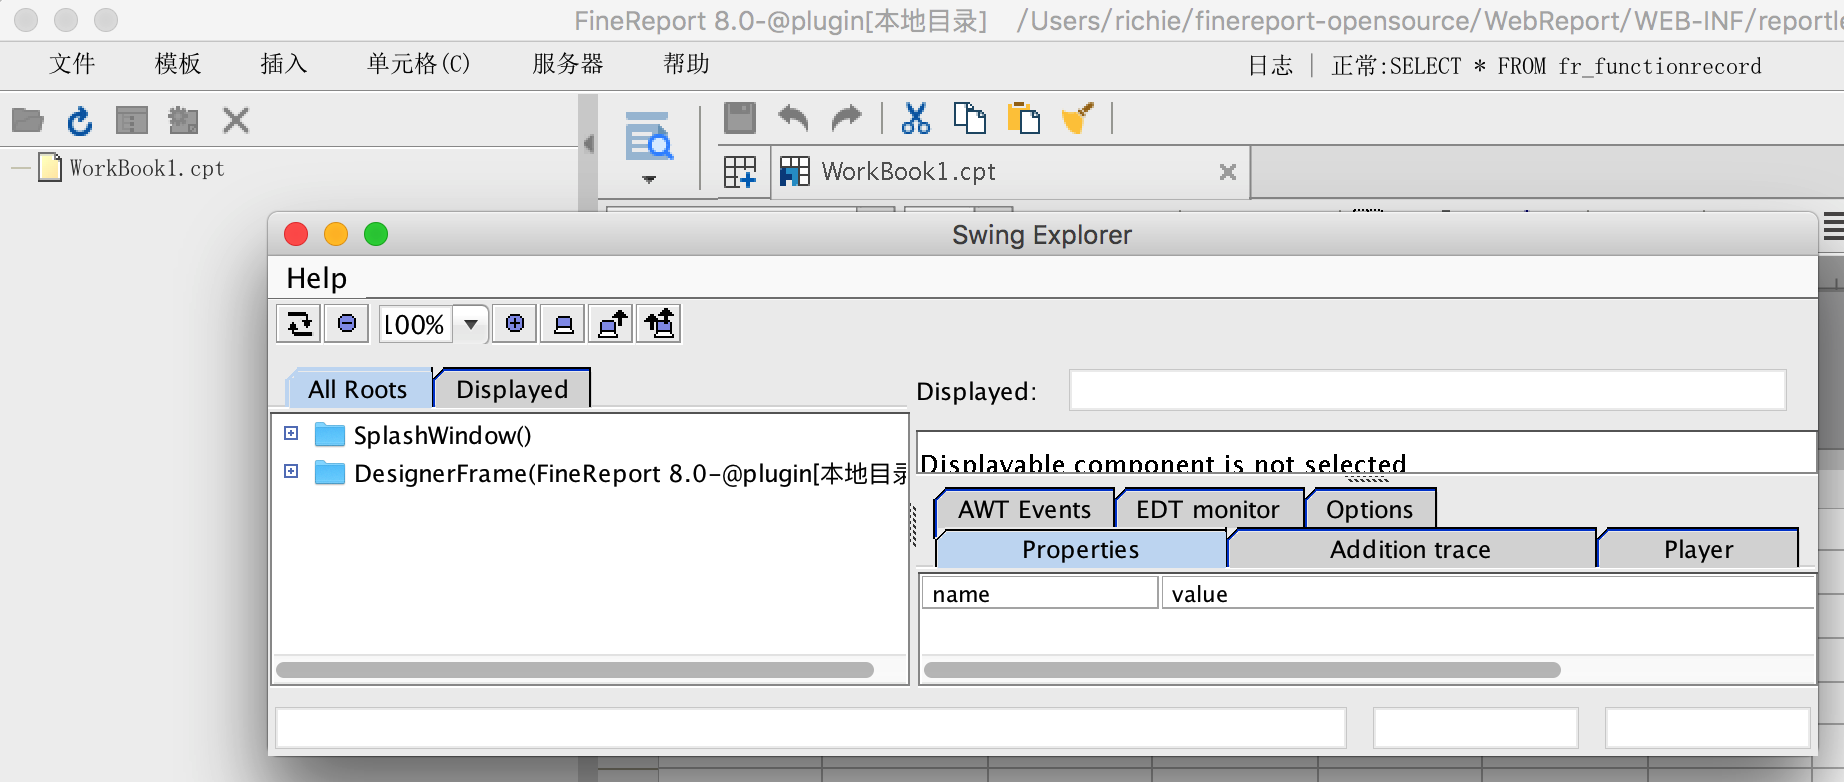 FineReport 8.0-@plugin[本地目录] /Users/richie/finereport-opensource/WebReport/WEB-INF/reportle
文件 模板 插入 单元格(C) 服务器 帮助 日志 | 正常:SELECT * FROM fr_functionrecord
WorkBook1.cpt
WorkBook1.cpt
Swing Explorer
Help
100%
All Roots Displayed
Displayed:
SplashWindow()
DesignerFrame(FineReport 8.0-@plugin[本地目录
Displayable component is not selected
AWT Events EDT monitor Options
Properties Addition trace Player
name value